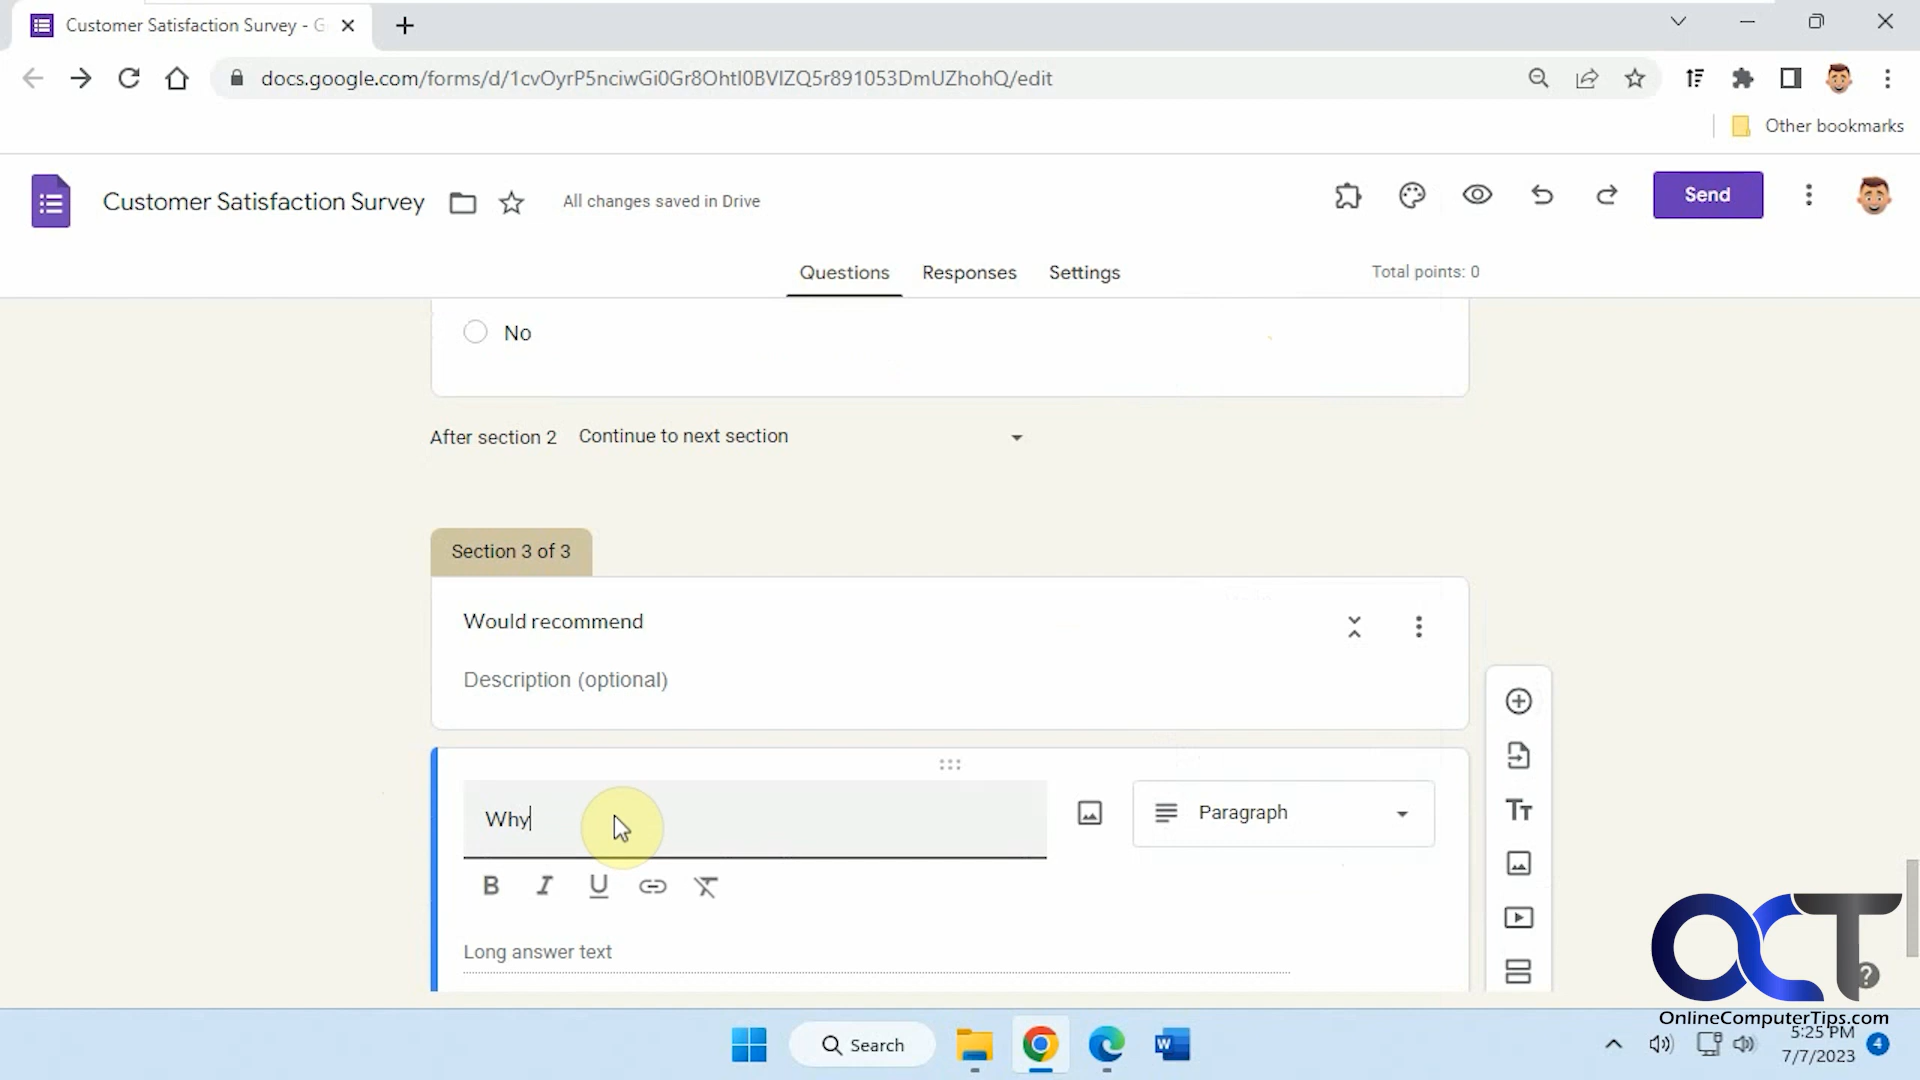 Customer Satisfaction Survey - G
docs.google.com/forms/d/1cvOyrP5nciwGi0Gr8OhtI0BVIZQ5r891053DmUZhohQ/edit
Other bookmarks
Customer Satisfaction Survey
All changes saved in Drive
Send
Questions
Responses
Settings
Total points: 0
No
After section 2
Continue to next section
Section 3 of 3
Would recommend
Description (optional)
Why
Paragraph
B I U
Long answer text
OCT
OnlineComputerTips.com
Search
5:25 PM
7/7/2023
4